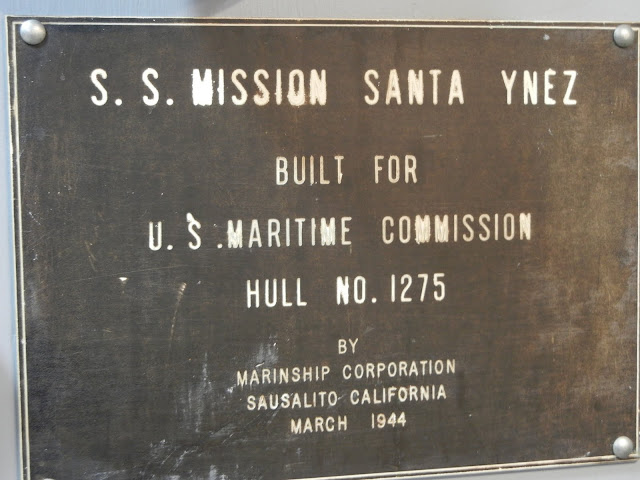 S. S. MISSION SANTA YNEZ
BUILT FOR
U. S. MARITIME COMMISSION
HULL NO. 1275
BY
MARINSHIP CORPORATION
SAUSALITO CALIFORNIA
MARCH 1944